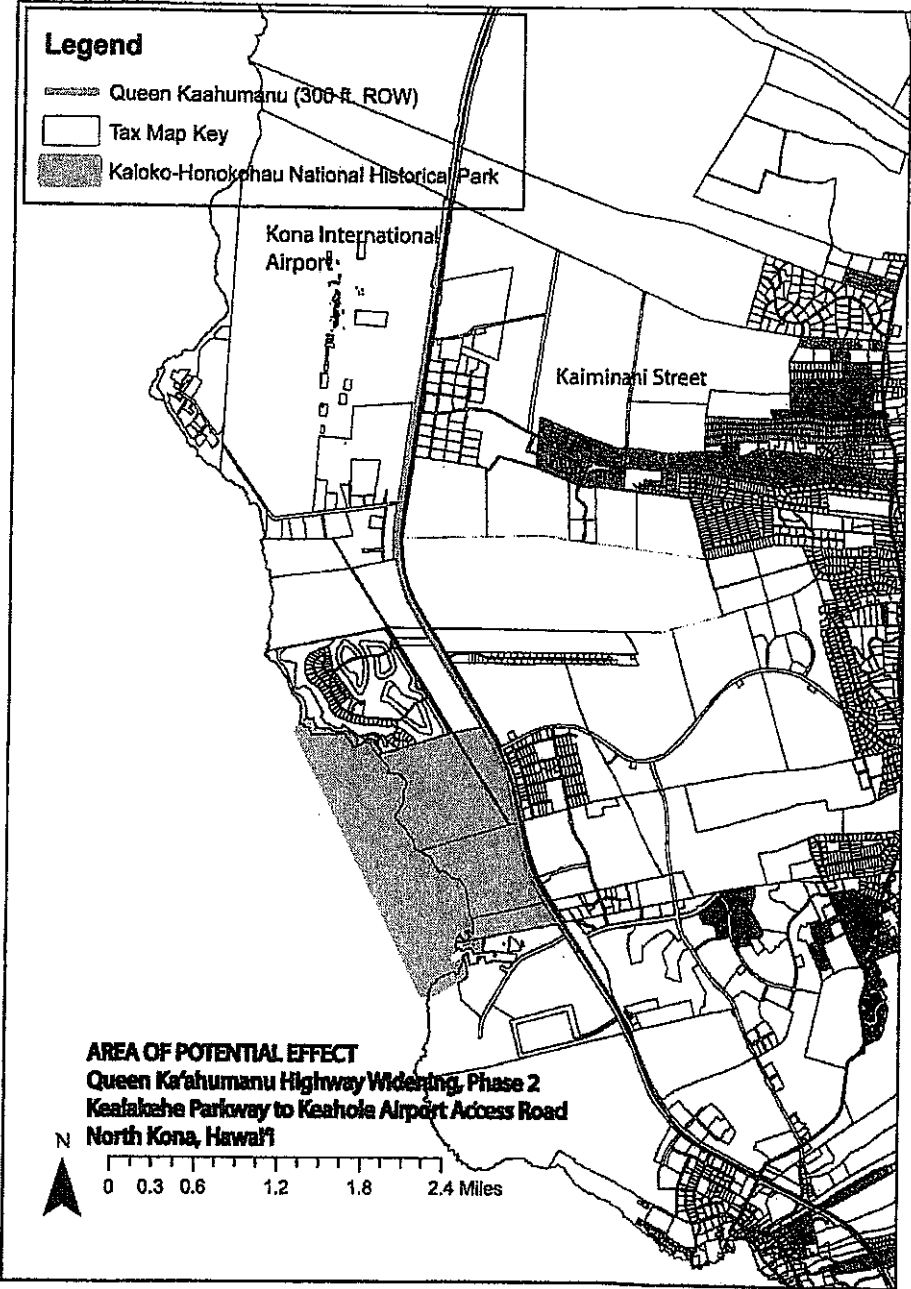 Legend
Queen Kaahumanu (300 ft. ROW)
Tax Map Key
Kaloko-Honokohau National Historical Park
Kona International
Airport
Kaiminani Street
AREA OF POTENTIAL EFFECT
Queen Ka'ahumanu Highway Widening, Phase 2
Kealakehe Parkway to Keahole Airport Access Road
North Kona, Hawai'i
N
0 0.3 0.6 1.2 1.8 2.4 Miles